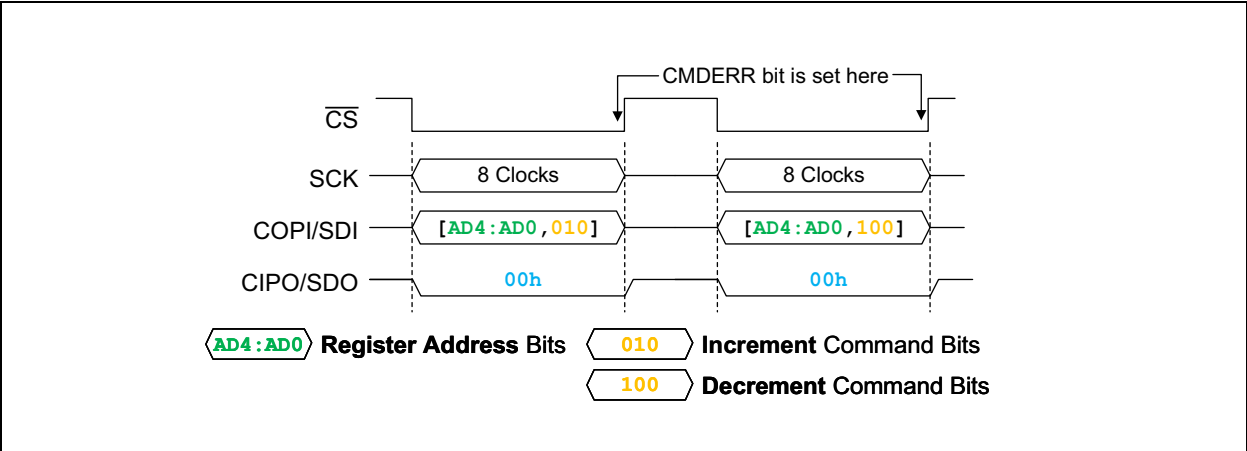 CMDERR bit is set here
CS
SCK 8 Clocks 8 Clocks
COPI/SDI [AD4:AD0,010] [AD4:AD0,100]
CIPO/SDO 00h 00h
AD4:AD0 Register Address Bits 010 Increment Command Bits
100 Decrement Command Bits